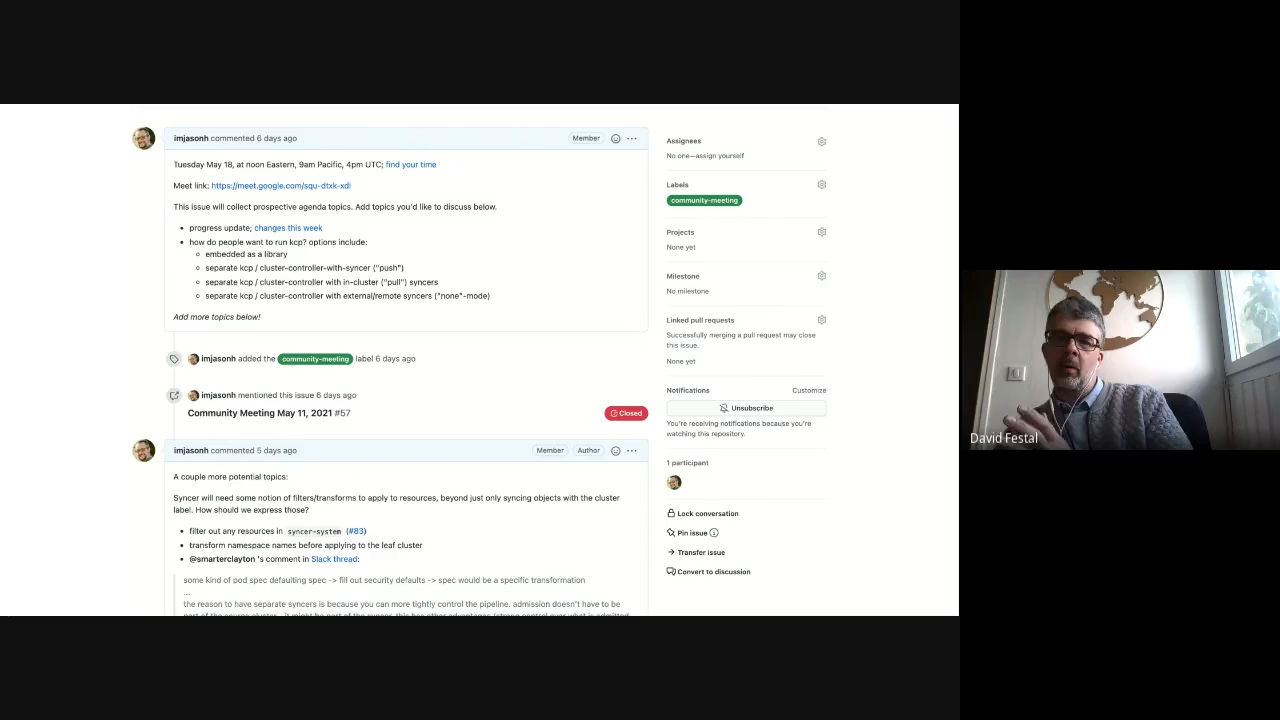 imjasonh commented 6 days ago
Member
Tuesday May 18, at noon Eastern, 9am Pacific, 4pm UTC; find your time
Meet link: https://meet.google.com/squ-dtxk-xdi
This issue will collect prospective agenda topics. Add topics you'd like to discuss below.
• progress update; changes this week
• how do people want to run kcp? options include:
embedded as a library
separate kcp / cluster-controller-with-syncer ("push")
separate kcp / cluster-controller with in-cluster ("pull") syncers
separate kcp / cluster-controller with external/remote syncers ("none"-mode)
Add more topics below!
imjasonh added the community-meeting label 6 days ago
imjasonh mentioned this issue 6 days ago
Community Meeting May 11, 2021 #57
Closed
imjasonh commented 5 days ago
Member Author
A couple more potential topics:
Syncer will need some notion of filters/transforms to apply to resources, beyond just only syncing objects with the cluster
label. How should we express those?
• filter out any resources in syncer-system (#83)
• transform namespace names before applying to the leaf cluster
• @smarterclayton 's comment in Slack thread:
some kind of pod spec defaulting spec -> fill out security defaults -> spec would be a specific transformation
...
the reason to have separate syncers is because you can more tightly control the pipeline. admission doesn't have to be
Assignees
No one—assign yourself
Labels
community-meeting
Projects
None yet
Milestone
No milestone
Linked pull requests
Successfully merging a pull request may close
this issue.
None yet
Notifications
Customize
Unsubscribe
You're receiving notifications because you're
watching this repository.
1 participant
Lock conversation
Pin issue
Transfer issue
Convert to discussion
David Festal